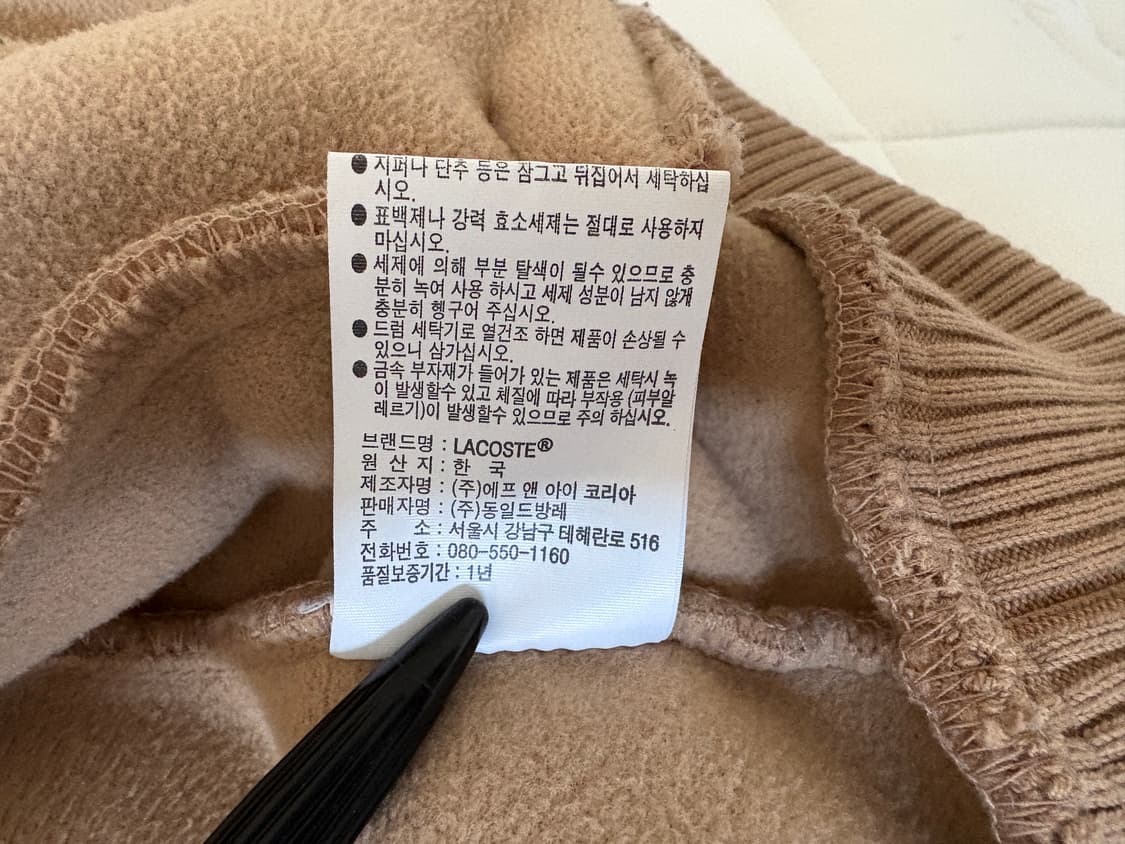 ● 지퍼나 단추 등은 잠그고 뒤집어서 세탁하십
시오.
● 표백제나 강력 효소세제는 절대로 사용하지
마십시오.
● 세제에 의해 부분 탈색이 될수 있으므로 충
분히 녹여 사용 하시고 세제 성분이 남지 않개
충분히 헹구어 주십시오.
● 드럼 세탁기로 열건조 하면 제품이 손상될 수
있으니 삼가십시오.
● 금속 부자재가 들어가 있는 제품은 세탁시 녹
이 발생할수 있고 체질에 따라 부작용 (피부알
레르기)이 발생할수 있으므로 주의 하십시오.
브랜드명 : LACOSTE®
원 산 지 : 한 국
제조자명 : (주)에프 앤 아이 코리아
판매자명 : (주)동일드방레
주 소 : 서울시 강남구 테헤란로 516
전화번호 : 080-550-1160
품질보증기간 : 1년